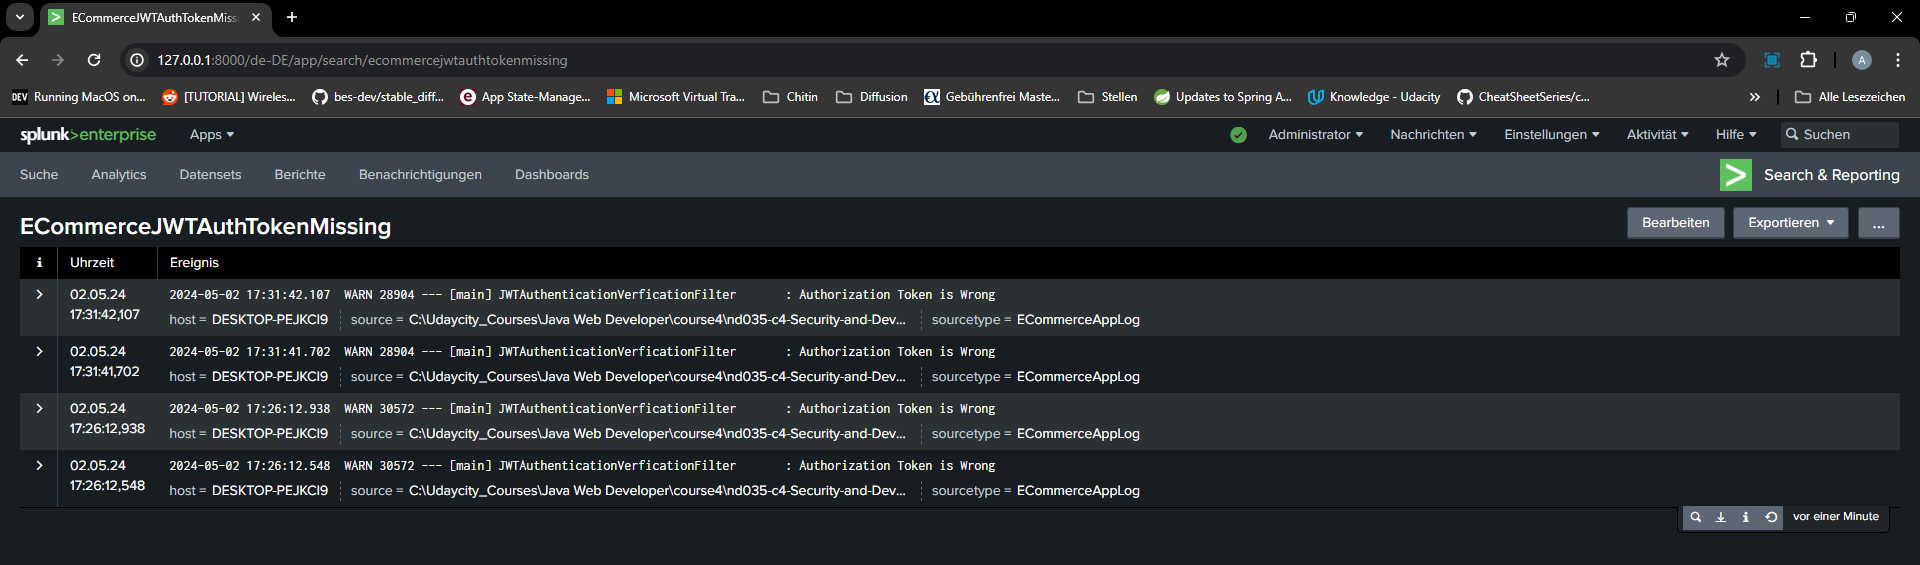 ECommerceJWTAuthTokenMiss
127.0.0.1:8000/de-DE/app/search/ecommercejwtauthtokenmissing
A
DEV Running MacOS on... [TUTORIAL] Wireles... bes-dev/stable_diff... App State-Manage... Microsoft Virtual Tra... Chitin Diffusion Gebührenfrei Maste... Stellen Updates to Spring A... Knowledge - Udacity CheatSheetSeries/c... » Alle Lesezeichen
splunk>enterprise Apps Administrator Nachrichten Einstellungen Aktivität Hilfe Suchen
Suche Analytics Datensets Berichte Benachrichtigungen Dashboards > Search & Reporting
ECommerceJWTAuthTokenMissing Bearbeiten Exportieren ...
i Uhrzeit Ereignis
02.05.24 2024-05-02 17:31:42.107 WARN 28904 --- [main] JWTAuthenticationVerficationFilter : Authorization Token is Wrong
17:31:42,107 host = DESKTOP-PEJKCI9 source = C:\Udaycity_Courses\Java Web Developer\course4\nd035-c4-Security-and-Dev... sourcetype = ECommerceAppLog
02.05.24 2024-05-02 17:31:41.702 WARN 28904 --- [main] JWTAuthenticationVerficationFilter : Authorization Token is Wrong
17:31:41,702 host = DESKTOP-PEJKCI9 source = C:\Udaycity_Courses\Java Web Developer\course4\nd035-c4-Security-and-Dev... sourcetype = ECommerceAppLog
02.05.24 2024-05-02 17:26:12.938 WARN 30572 --- [main] JWTAuthenticationVerficationFilter : Authorization Token is Wrong
17:26:12,938 host = DESKTOP-PEJKCI9 source = C:\Udaycity_Courses\Java Web Developer\course4\nd035-c4-Security-and-Dev... sourcetype = ECommerceAppLog
02.05.24 2024-05-02 17:26:12.548 WARN 30572 --- [main] JWTAuthenticationVerficationFilter : Authorization Token is Wrong
17:26:12,548 host = DESKTOP-PEJKCI9 source = C:\Udaycity_Courses\Java Web Developer\course4\nd035-c4-Security-and-Dev... sourcetype = ECommerceAppLog
i vor einer Minute